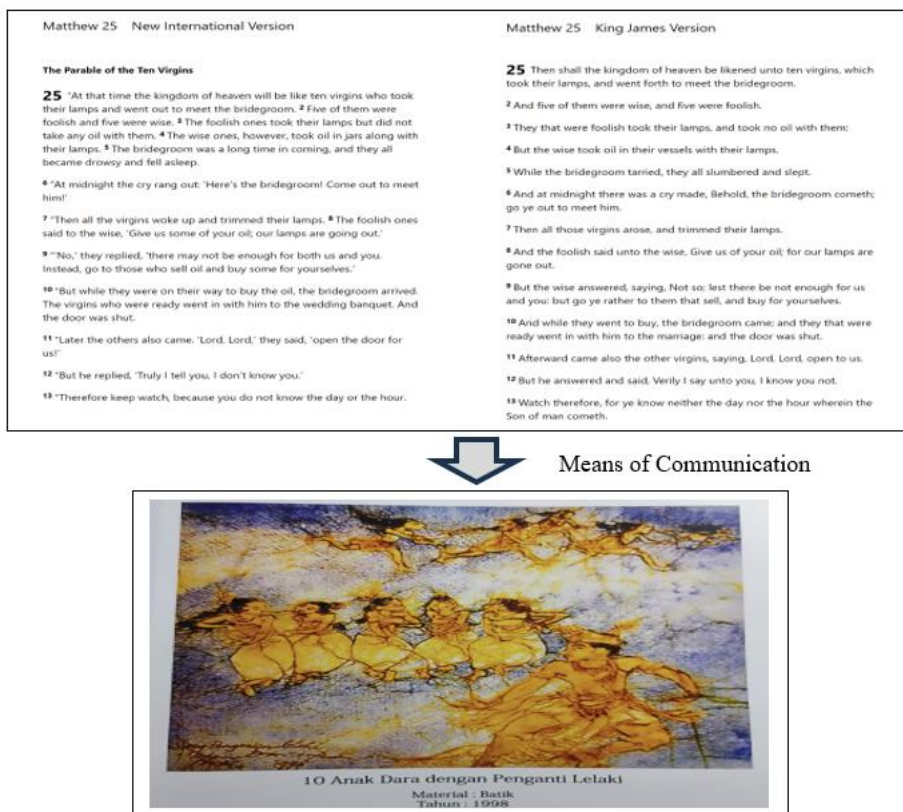 Matthew 25 New International Version
The Parable of the Ten Virgins
25 "At that time the kingdom of heaven will be like ten virgins who took
their lamps and went out to meet the bridegroom. 2 Five of them were
foolish and five were wise. 3 The foolish ones took their lamps but did not
take any oil with them. 4 The wise ones, however, took oil in jars along with
their lamps. 5 The bridegroom was a long time in coming, and they all
became drowsy and fell asleep.
6 "At midnight the cry rang out: 'Here's the bridegroom! Come out to meet
him!'
7 "Then all the virgins woke up and trimmed their lamps. 8 The foolish ones
said to the wise, 'Give us some of your oil; our lamps are going out.'
9 "'No,' they replied, 'there may not be enough for both us and you.
Instead, go to those who sell oil and buy some for yourselves.'
10 "But while they were on their way to buy the oil, the bridegroom arrived.
The virgins who were ready went in with him to the wedding banquet. And
the door was shut.
11 "Later the others also came. 'Lord, Lord,' they said, 'open the door for
us!'
12 "But he replied, 'Truly I tell you, I don't know you.'
13 "Therefore keep watch, because you do not know the day or the hour.
Matthew 25 King James Version
25 Then shall the kingdom of heaven be likened unto ten virgins, which
took their lamps, and went forth to meet the bridegroom.
2 And five of them were wise, and five were foolish.
3 They that were foolish took their lamps, and took no oil with them:
4 But the wise took oil in their vessels with their lamps.
5 While the bridegroom tarried, they all slumbered and slept.
6 And at midnight there was a cry made, Behold, the bridegroom cometh;
go ye out to meet him.
7 Then all those virgins arose, and trimmed their lamps.
8 And the foolish said unto the wise, Give us of your oil; for our lamps are
gone out.
9 But the wise answered, saying, Not so; lest there be not enough for us
and you: but go ye rather to them that sell, and buy for yourselves.
10 And while they went to buy, the bridegroom came; and they that were
ready went in with him to the marriage: and the door was shut.
11 Afterward came also the other virgins, saying, Lord, Lord, open to us.
12 But he answered and said, Verily I say unto you, I know you not.
13 Watch therefore, for ye know neither the day nor the hour wherein the
Son of man cometh.
Means of Communication
10 Anak Dara dengan Penganti Lelaki
Material : Batik
Tahun : 1998